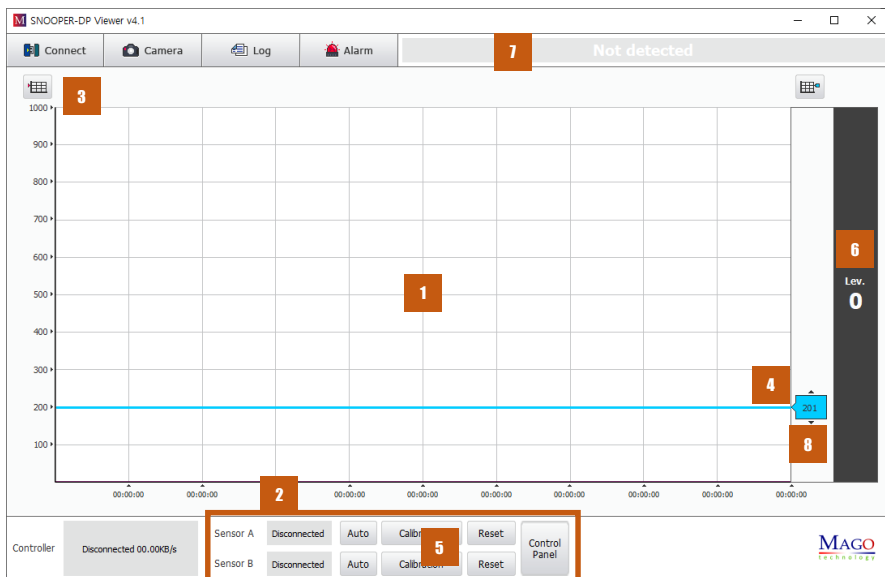 M SNOOPER-DP Viewer v4.1
Connect Camera Log Alarm 7 Not detected
3
1000
900
800
700
600
500
400
300
200
100
1
6
Lev.
0
4
201
8
00:00:00 00:00:00 2 00:00:00 00:00:00 00:00:00 00:00:00 00:00:00 00:00:00 00:00:00
Controller Disconnected 00.00KB/s
Sensor A Disconnected Auto 5 Reset
Sensor B Disconnected Auto Calibration Reset
Control
Panel
MAGO
technology